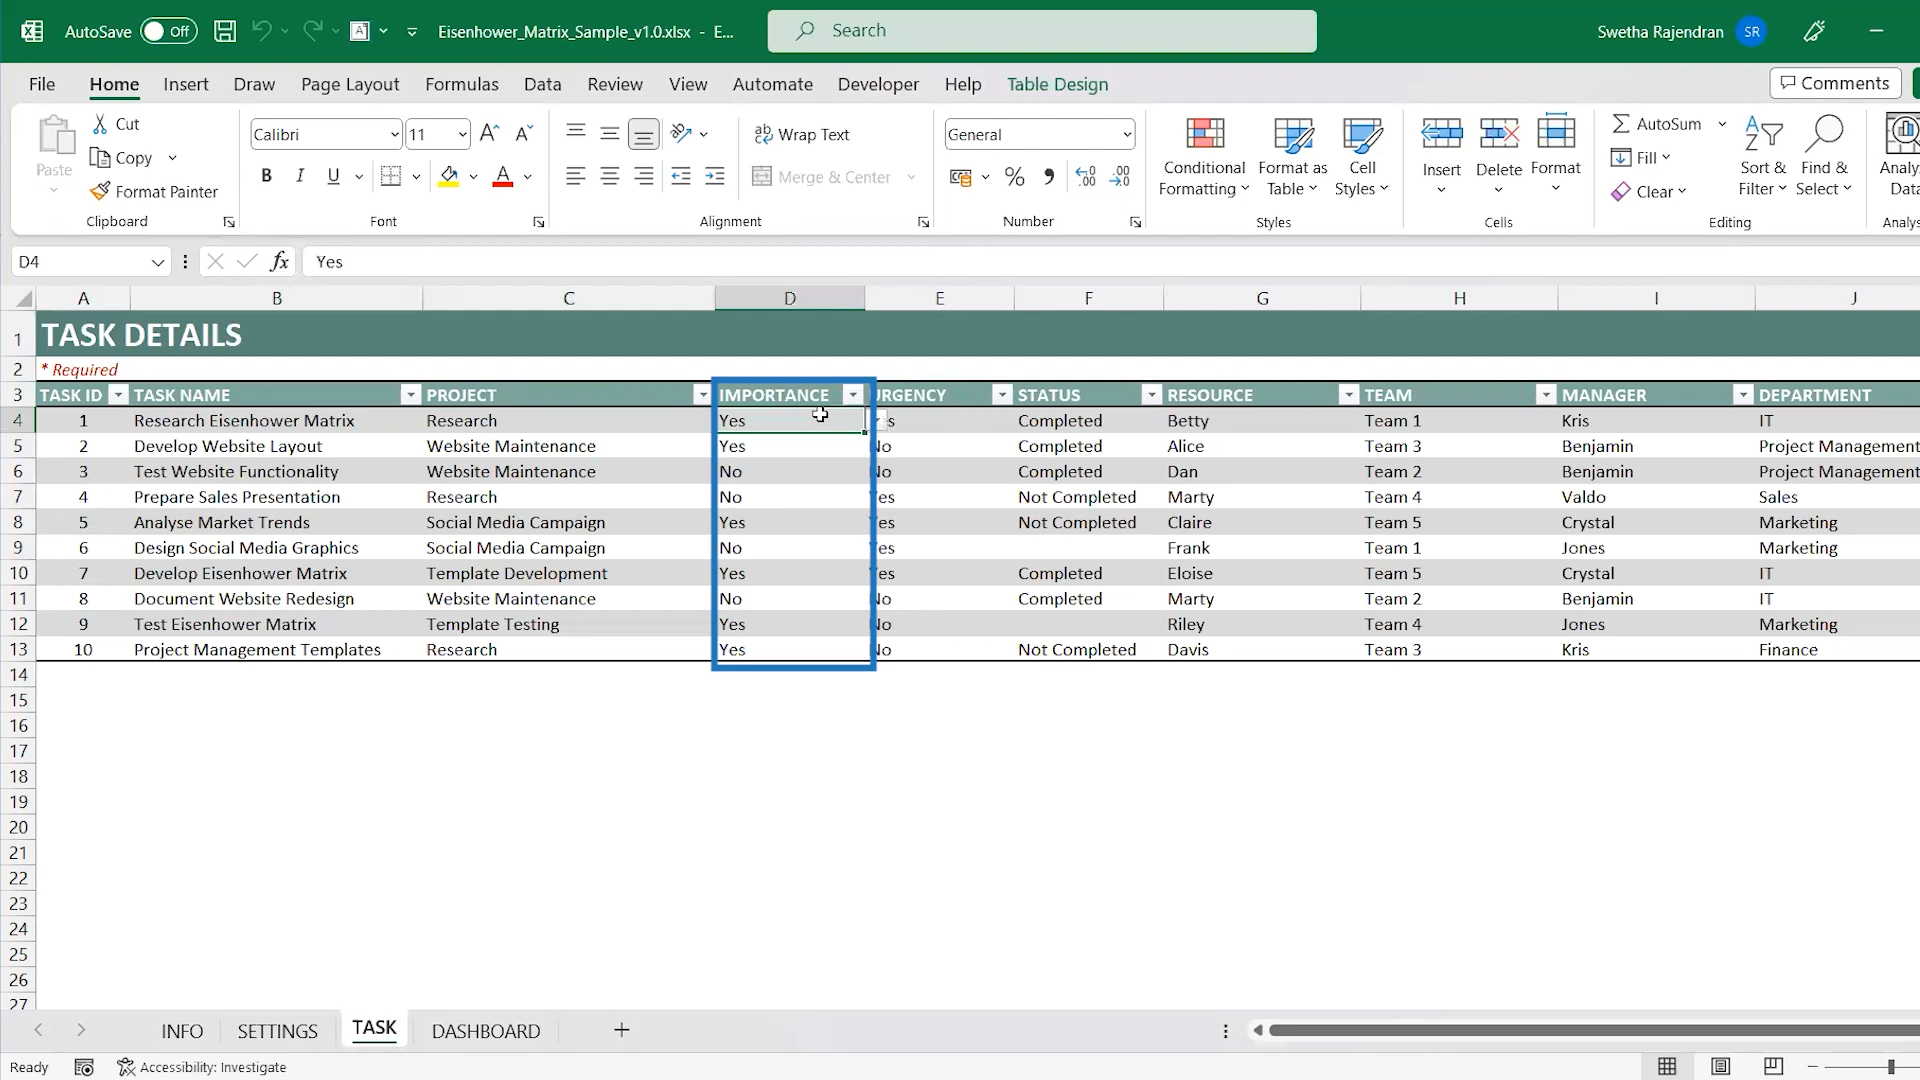 AutoSave Off Eisenhower_Matrix_Sample_v1.0.xlsx - E... Search Swetha Rajendran SR
File Home Insert Draw Page Layout Formulas Data Review View Automate Developer Help Table Design Comments
Paste Cut Copy Format Painter Clipboard
Calibri 11 B I U A Font
Wrap Text Merge & Center Alignment
General % Number
Conditional Formatting Format as Table Cell Styles Styles
Insert Delete Format Cells
AutoSum Fill Clear Sort & Filter Find & Select Editing
D4 fx Yes
A B C D E F G H I J
1 TASK DETAILS
2 * Required
3 TASK ID TASK NAME PROJECT IMPORTANCE URGENCY STATUS RESOURCE TEAM MANAGER DEPARTMENT
4 1 Research Eisenhower Matrix Research Yes Completed Betty Team 1 Kris IT
5 2 Develop Website Layout Website Maintenance Yes No Completed Alice Team 3 Benjamin Project Management
6 3 Test Website Functionality Website Maintenance No No Completed Dan Team 2 Benjamin Project Management
7 4 Prepare Sales Presentation Research No Yes Not Completed Marty Team 4 Valdo Sales
8 5 Analyse Market Trends Social Media Campaign Yes Yes Not Completed Claire Team 5 Crystal Marketing
9 6 Design Social Media Graphics Social Media Campaign No Yes Frank Team 1 Jones Marketing
10 7 Develop Eisenhower Matrix Template Development Yes Yes Completed Eloise Team 5 Crystal IT
11 8 Document Website Redesign Website Maintenance No No Completed Marty Team 2 Benjamin IT
12 9 Test Eisenhower Matrix Template Testing Yes No Riley Team 4 Jones Marketing
13 10 Project Management Templates Research Yes No Not Completed Davis Team 3 Kris Finance
14
15
16
17
18
19
20
21
22
23
24
25
26
27
INFO SETTINGS TASK DASHBOARD
Ready Accessibility: Investigate